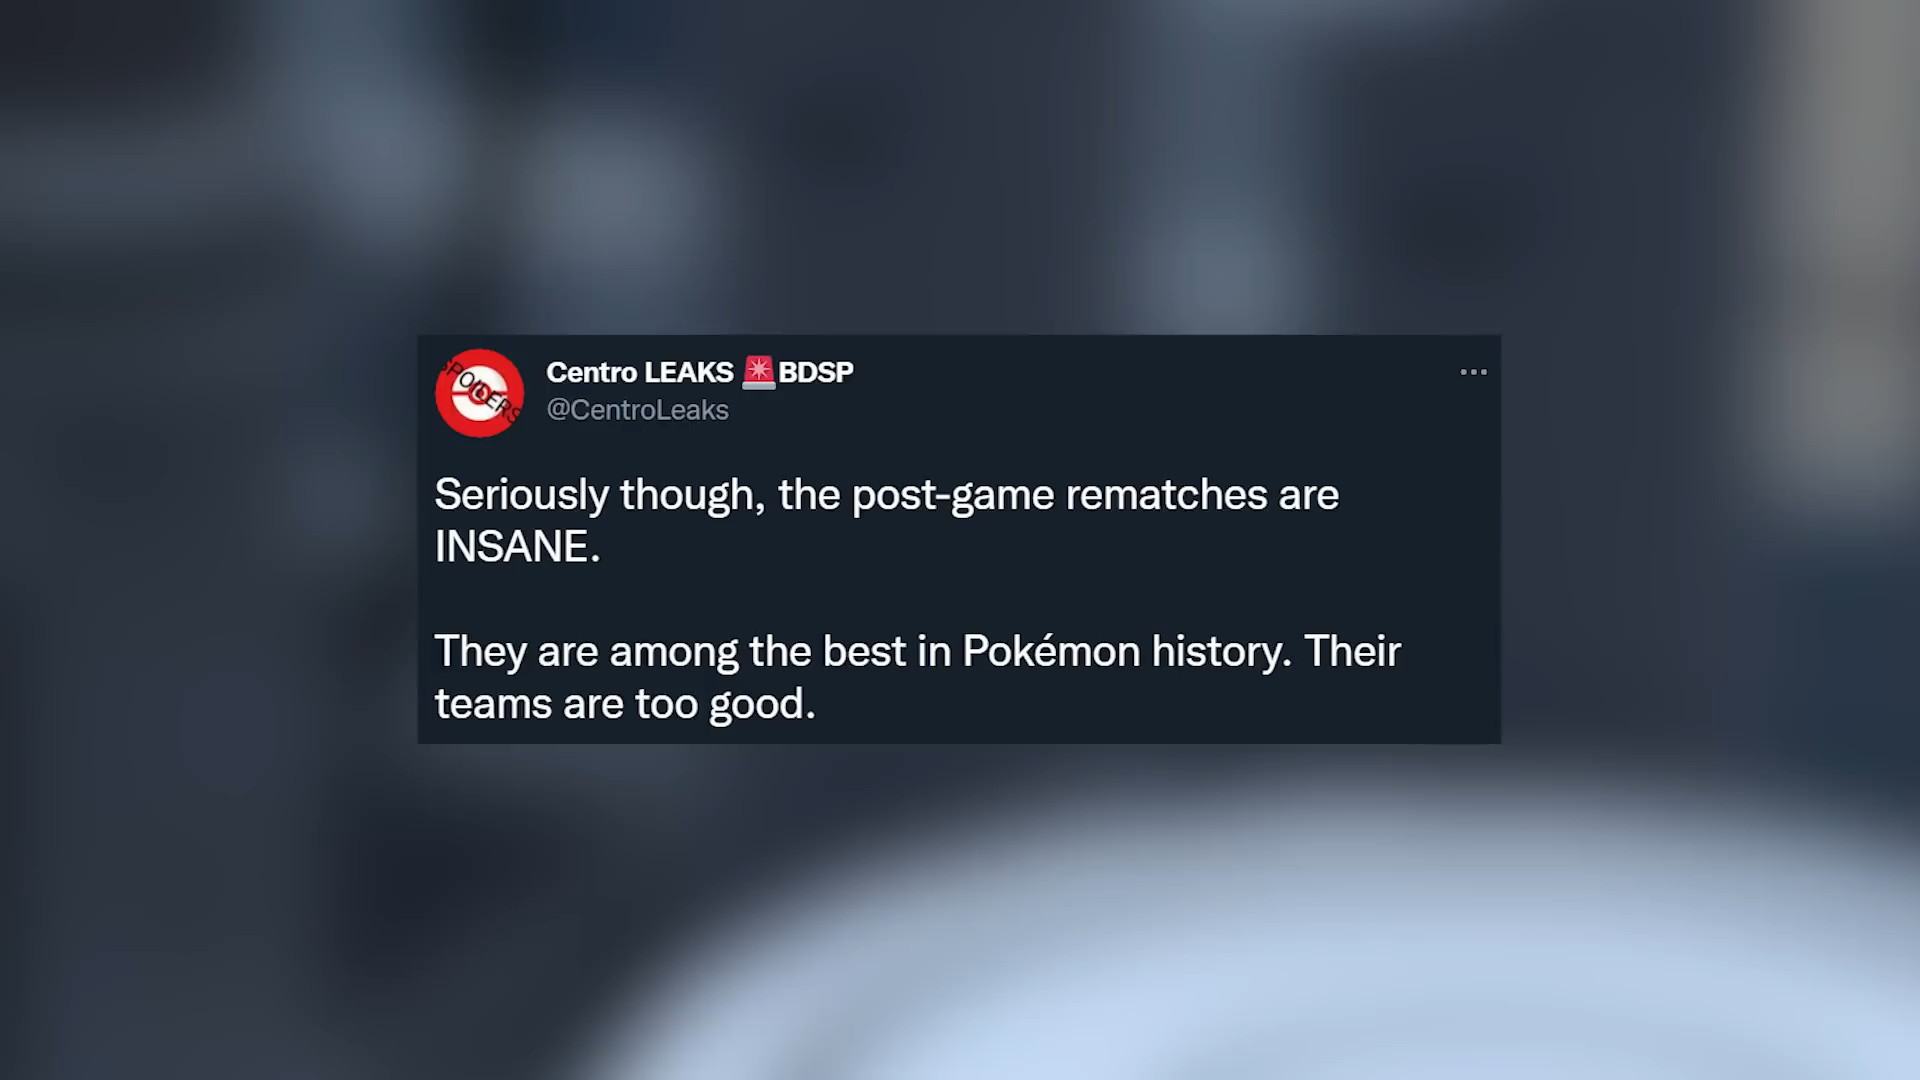 SPOILERS
Centro LEAKS 🚨BDSP
@CentroLeaks
Seriously though, the post-game rematches are
INSANE.
They are among the best in Pokémon history. Their
teams are too good.